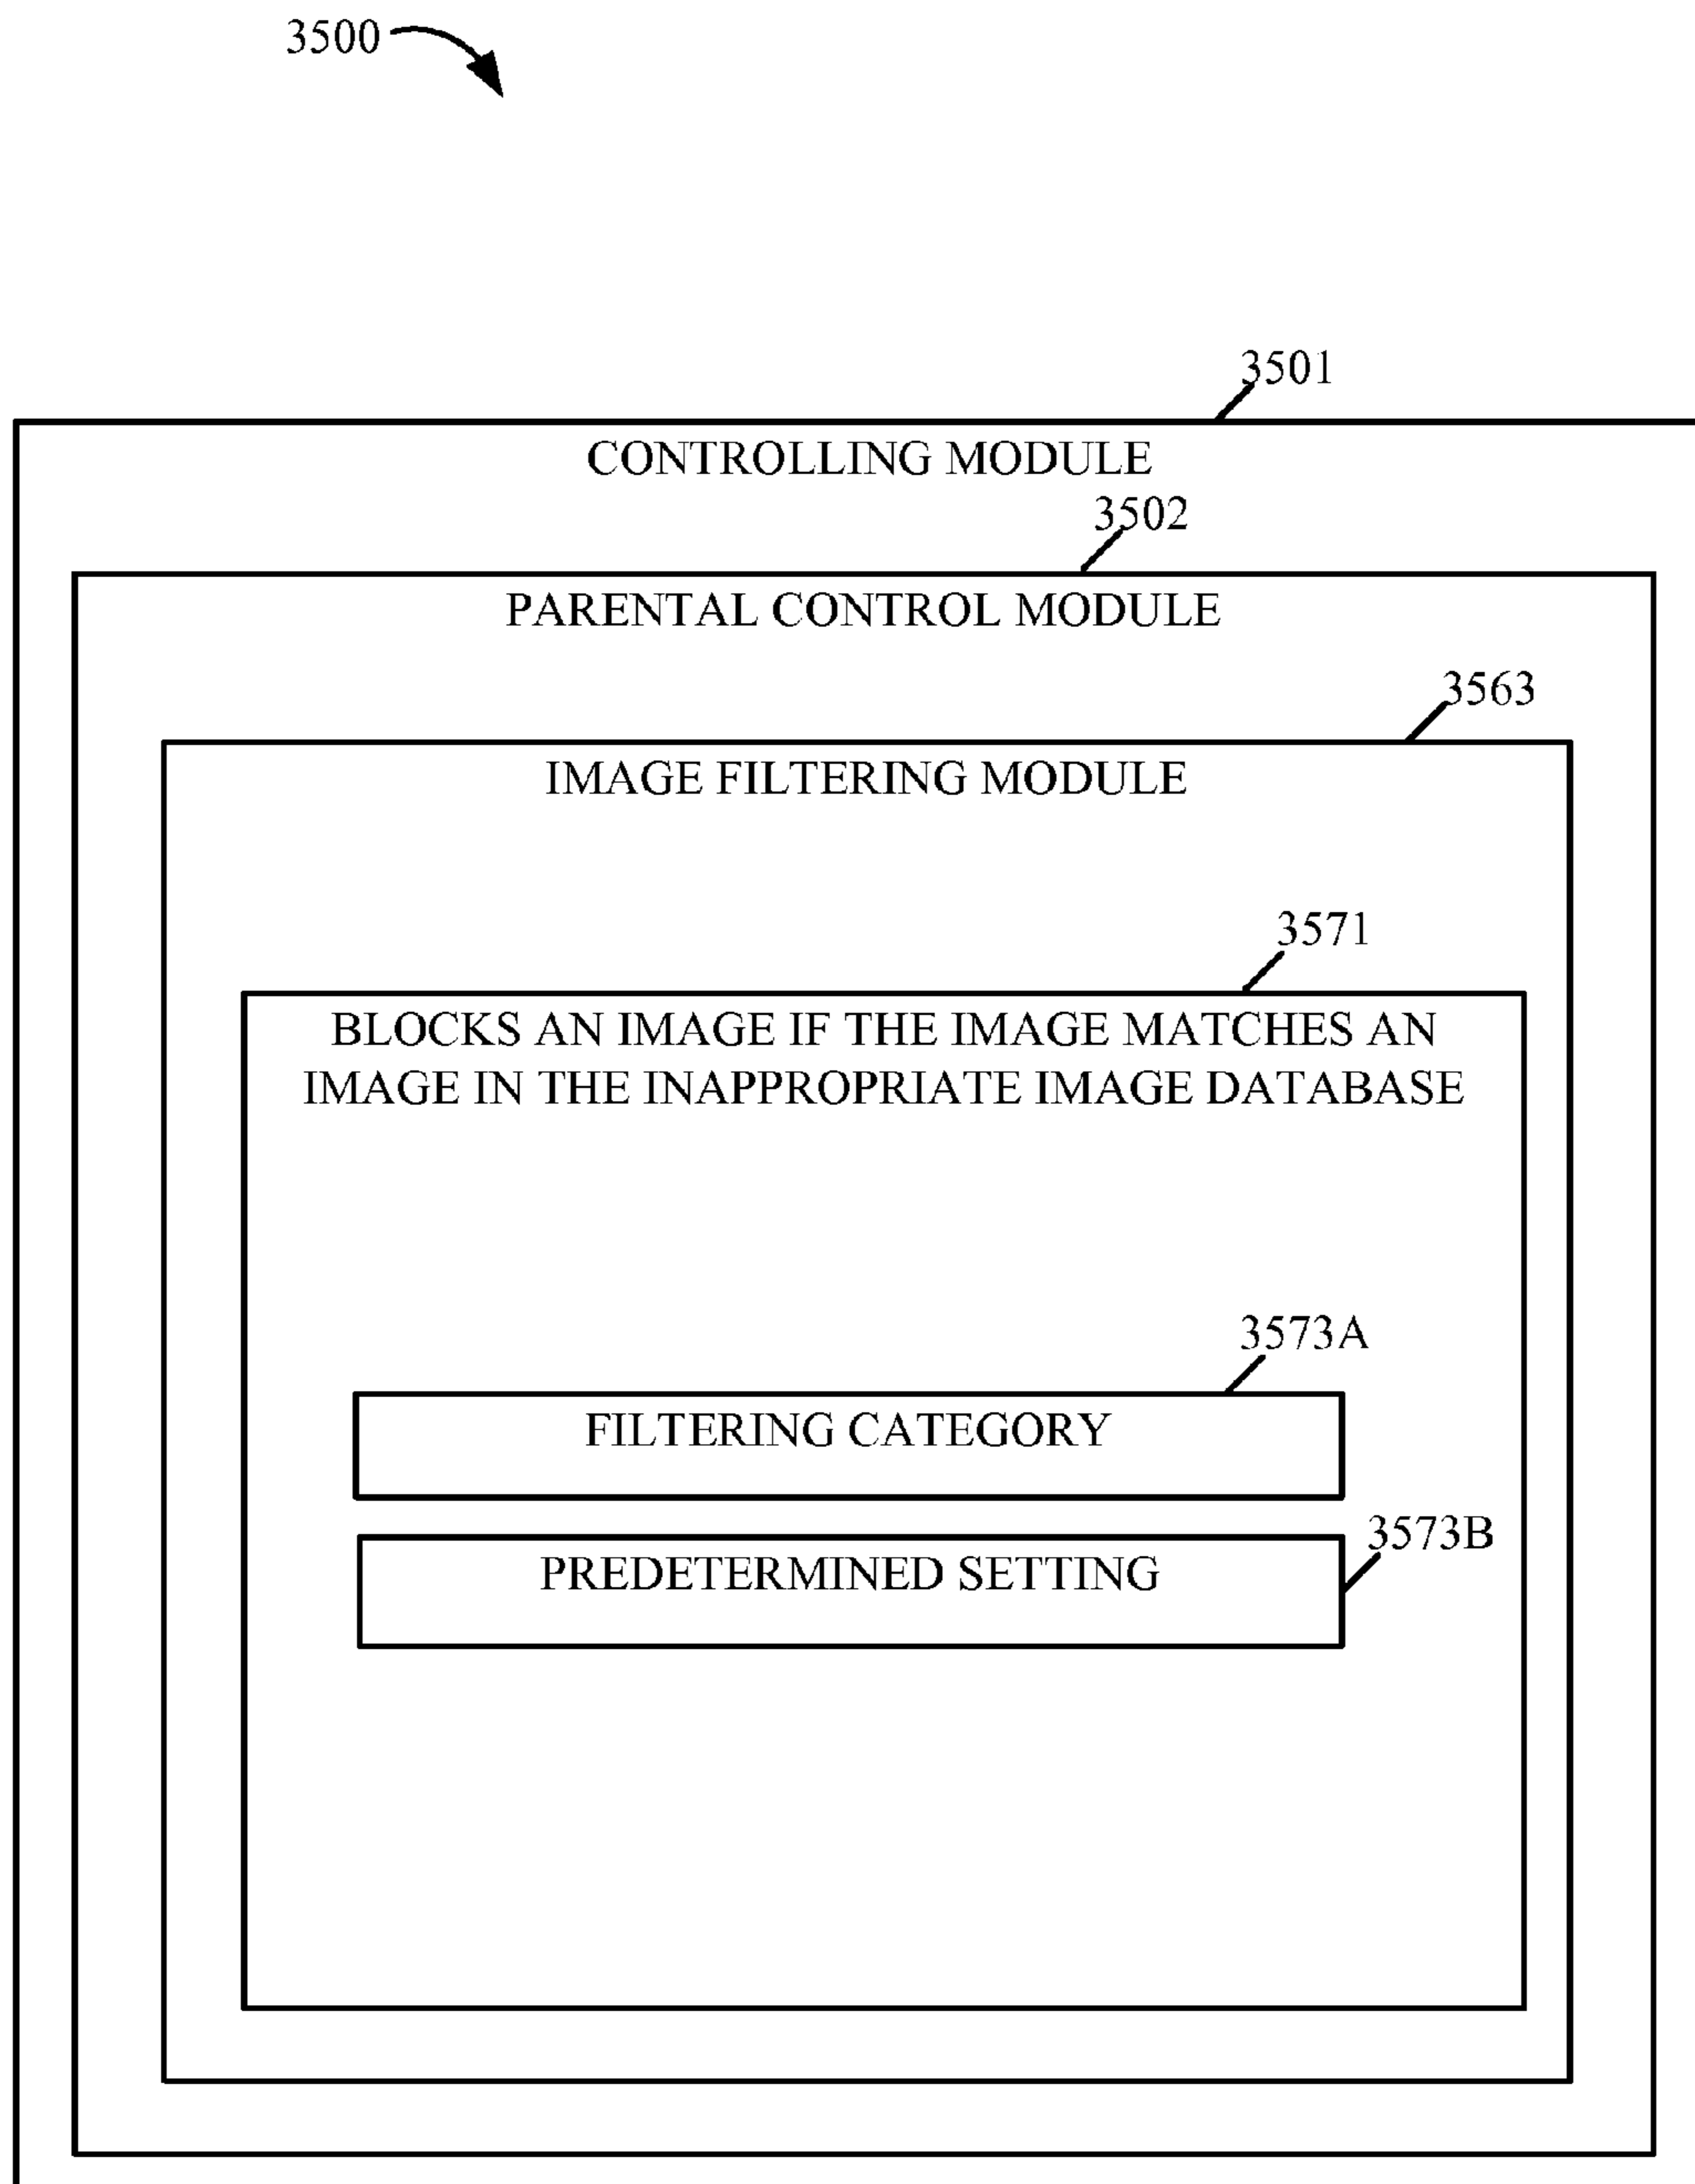 3500
3501
CONTROLLING MODULE
3502
PARENTAL CONTROL MODULE
3563
IMAGE FILTERING MODULE
3571
BLOCKS AN IMAGE IF THE IMAGE MATCHES AN
IMAGE IN THE INAPPROPRIATE IMAGE DATABASE
3573A
FILTERING CATEGORY
3573B
PREDETERMINED SETTING